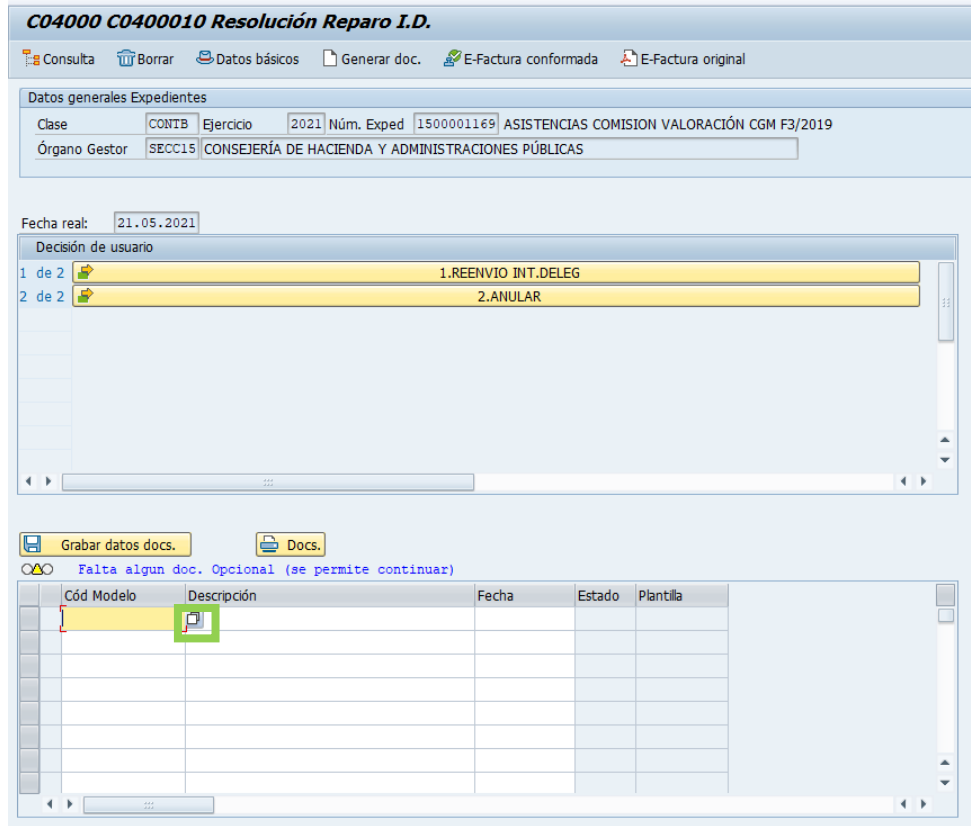 C04000 C0400010 Resolución Reparo I.D.
Consulta Borrar Datos básicos Generar doc. E-Factura conformada E-Factura original
Datos generales Expedientes
Clase CONTB Ejercicio 2021 Núm. Exped 1500001169 ASISTENCIAS COMISION VALORACIÓN CGM F3/2019
Órgano Gestor SECC15 CONSEJERÍA DE HACIENDA Y ADMINISTRACIONES PÚBLICAS
Fecha real: 21.05.2021
Decisión de usuario
1 de 2 1.REENVIO INT.DELEG
2 de 2 2.ANULAR
Grabar datos docs. Docs.
Falta algun doc. Opcional (se permite continuar)
Cód Modelo Descripción Fecha Estado Plantilla